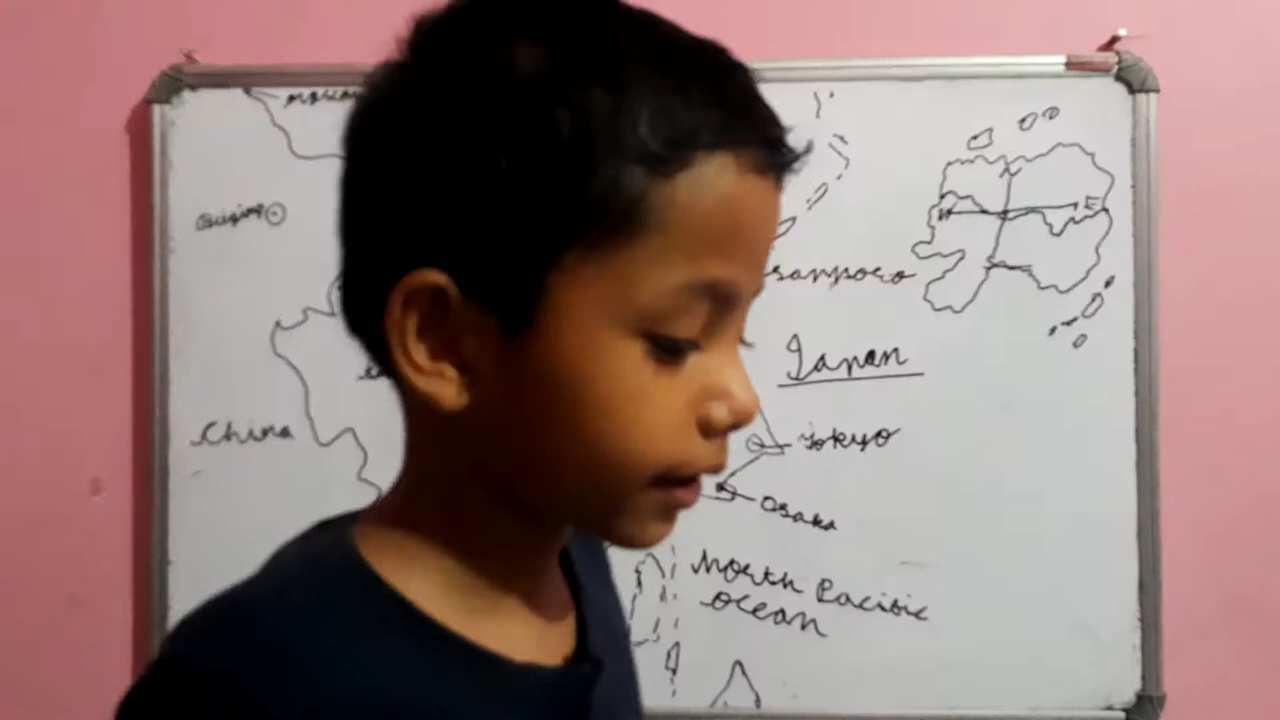 Beijing
sapporo
Japan
China
Tokyo
Osaka
North Pacific
Ocean
W
E